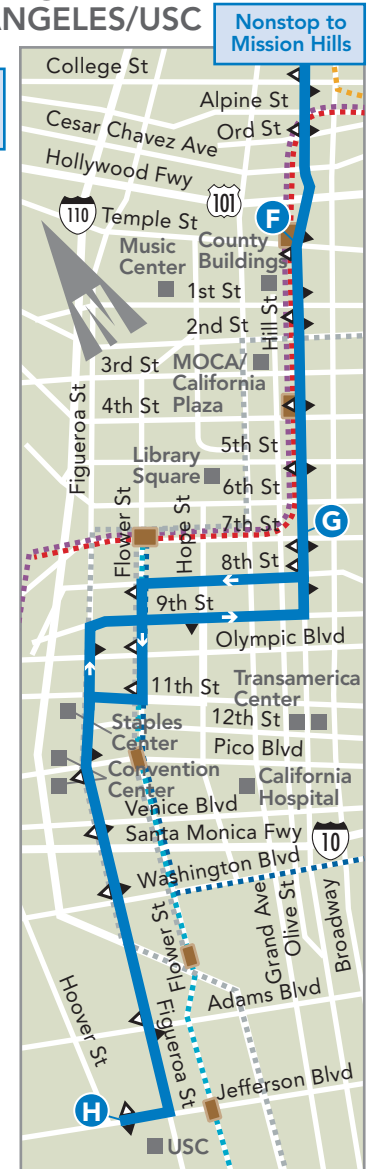 ANGELES/USC
Nonstop to
Mission Hills
College St
Alpine St
Cesar Chavez Ave
Ord St
Hollywood Fwy
101
110
Temple St
F
Music
Center
County
Buildings
1st St
2nd St
Hill St
3rd St
MOCA/
California
Plaza
4th St
Figueroa St
5th St
Library
Square
6th St
Flower St
Hope St
7th St
G
8th St
9th St
Olympic Blvd
11th St
Transamerica
Center
Staples
Center
12th St
Pico Blvd
Convention
Center
California
Hospital
Venice Blvd
Santa Monica Fwy
10
Washington Blvd
Grand Ave
Olive St
Broadway
Flower St
Figueroa St
Hoover St
Adams Blvd
Jefferson Blvd
H
USC